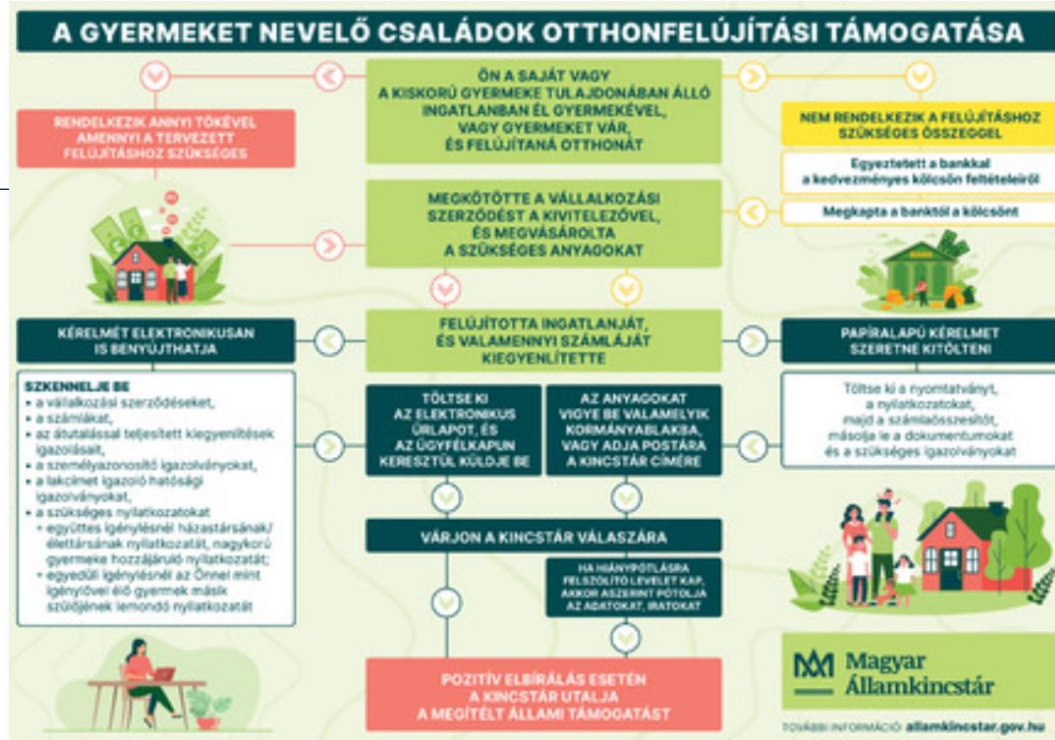 A GYERMEKET NEVELŐ CSALÁDOK OTTHONFELÚJÍTÁSI TÁMOGATÁSA
ÖN A SAJÁT VAGY
A KISKORÚ GYERMEKE TULAJDONÁBAN ÁLLÓ
INGATLANBAN ÉL GYERMEKÉVEL,
VAGY GYERMEKET VÁR,
ÉS FELÚJÍTANÁ OTTHONÁT
RENDELKEZIK ANNYI TŐKÉVEL
AMENNYI A TERVEZETT
FELÚJÍTÁSHOZ SZÜKSÉGES
NEM RENDELKEZIK A FELÚJÍTÁSHOZ
SZÜKSÉGES ÖSSZEGGEL
Egyeztetett a bankkal
a kedvezményes kölcsön feltételeiről
Megkapta a banktól a kölcsönt
MEGKÖTÖTTE A VÁLLALKOZÁSI
SZERZŐDÉST A KIVITELEZŐVEL,
ÉS MEGVÁSÁROLTA
A SZÜKSÉGES ANYAGOKAT
FELÚJÍTOTTA INGATLANJÁT,
ÉS VALAMENNYI SZÁMLÁJÁT
KIEGYENLÍTETTE
KÉRELMÉT ELEKTRONIKUSAN
IS BENYÚJTHATJA
SZKENNELJE BE
• a vállalkozási szerződéseket,
• a számlákat,
• az átutalással teljesített kiegyenlítések
igazolásait,
• a személyazonosító igazolványokat,
• a lakcímet igazoló hatósági
igazolványokat,
• a szükséges nyilatkozatokat
+ együttes igénylésnél házastársának/
élettársának nyilatkozatát, nagykorú
gyermeke hozzájáruló nyilatkozatát;
+ egyedüli igénylésnél az Önnel mint
igénylővel élő gyermek másik
szülőjének lemondó nyilatkozatát
TÖLTSE KI
AZ ELEKTRONIKUS
ŰRLAPOT, ÉS
AZ ÜGYFÉLKAPUN
KERESZTÜL KÜLDJE BE
AZ ANYAGOKAT
VIGYE BE VALAMELYIK
KORMÁNYABLAKBA,
VAGY ADJA POSTÁRA
A KINCSTÁR CÍMÉRE
PAPÍRALAPÚ KÉRELMET
SZERETNE KITÖLTENI
Töltse ki a nyomtatványt,
a nyilatkozatokat,
majd a számlaösszesítőt,
másolja le a dokumentumokat
és a szükséges igazolványokat
VÁRJON A KINCSTÁR VÁLASZÁRA
HA HIÁNYPÓTLÁSRA
FELSZÓLÍTÓ LEVELET KAP,
AKKOR ASZERINT PÓTOLJA
AZ ADATOKAT, IRATOKAT
POZITÍV ELBÍRÁLÁS ESETÉN
A KINCSTÁR UTALJA
A MEGÍTÉLT ÁLLAMI TÁMOGATÁST
Magyar
Államkincstár
TOVÁBBI INFORMÁCIÓ: allamkincstar.gov.hu